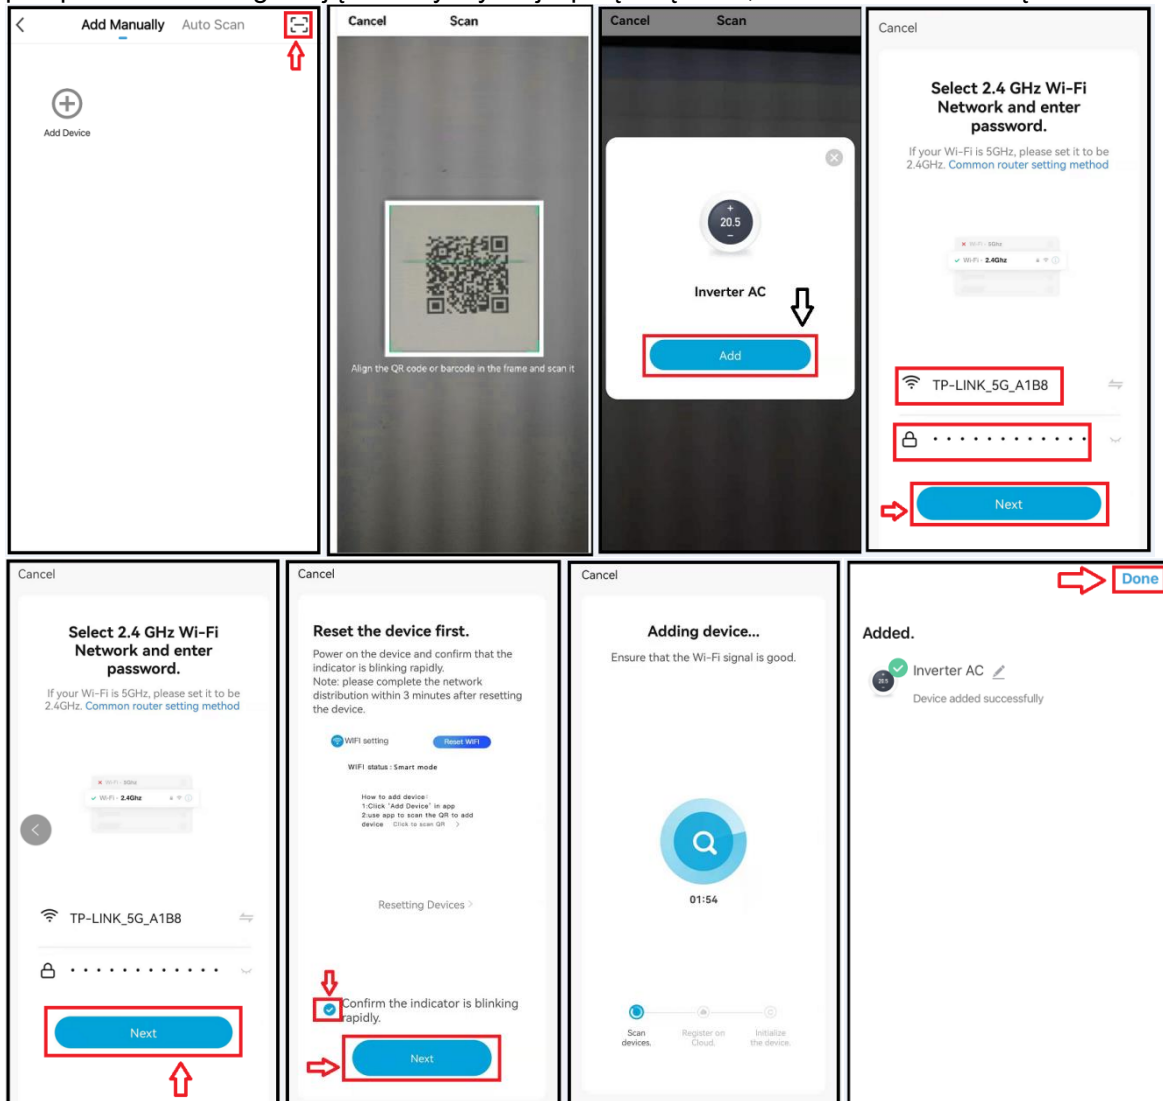 Add Manually Auto Scan
Add Device
Cancel Scan
Align the QR code or barcode in the frame and scan it
Cancel Scan
+
20.5
−
Inverter AC
Add
Cancel
Select 2.4 GHz Wi-Fi
Network and enter
password.
If your Wi-Fi is 5GHz, please set it to be
2.4GHz. Common router setting method
Wi-Fi - 5Ghz
Wi-Fi - 2.4Ghz
TP-LINK_5G_A1B8
Next
Cancel
Select 2.4 GHz Wi-Fi
Network and enter
password.
If your Wi-Fi is 5GHz, please set it to be
2.4GHz. Common router setting method
Wi-Fi - 5Ghz
Wi-Fi - 2.4Ghz
TP-LINK_5G_A1B8
Next
Cancel
Reset the device first.
Power on the device and confirm that the
indicator is blinking rapidly.
Note: please complete the network
distribution within 3 minutes after resetting
the device.
WIFI setting Reset WIFI
WIFI status : Smart mode
How to add device:
1:Click "Add Device" in app
2:use app to scan the QR to add
device Click to scan QR >
Resetting Devices >
Confirm the indicator is blinking
rapidly.
Next
Cancel
Adding device...
Ensure that the Wi-Fi signal is good.
01:54
Scan
devices.
Register on
Cloud.
Initialize
the device.
Done
Added.
20.5
Inverter AC
Device added successfully